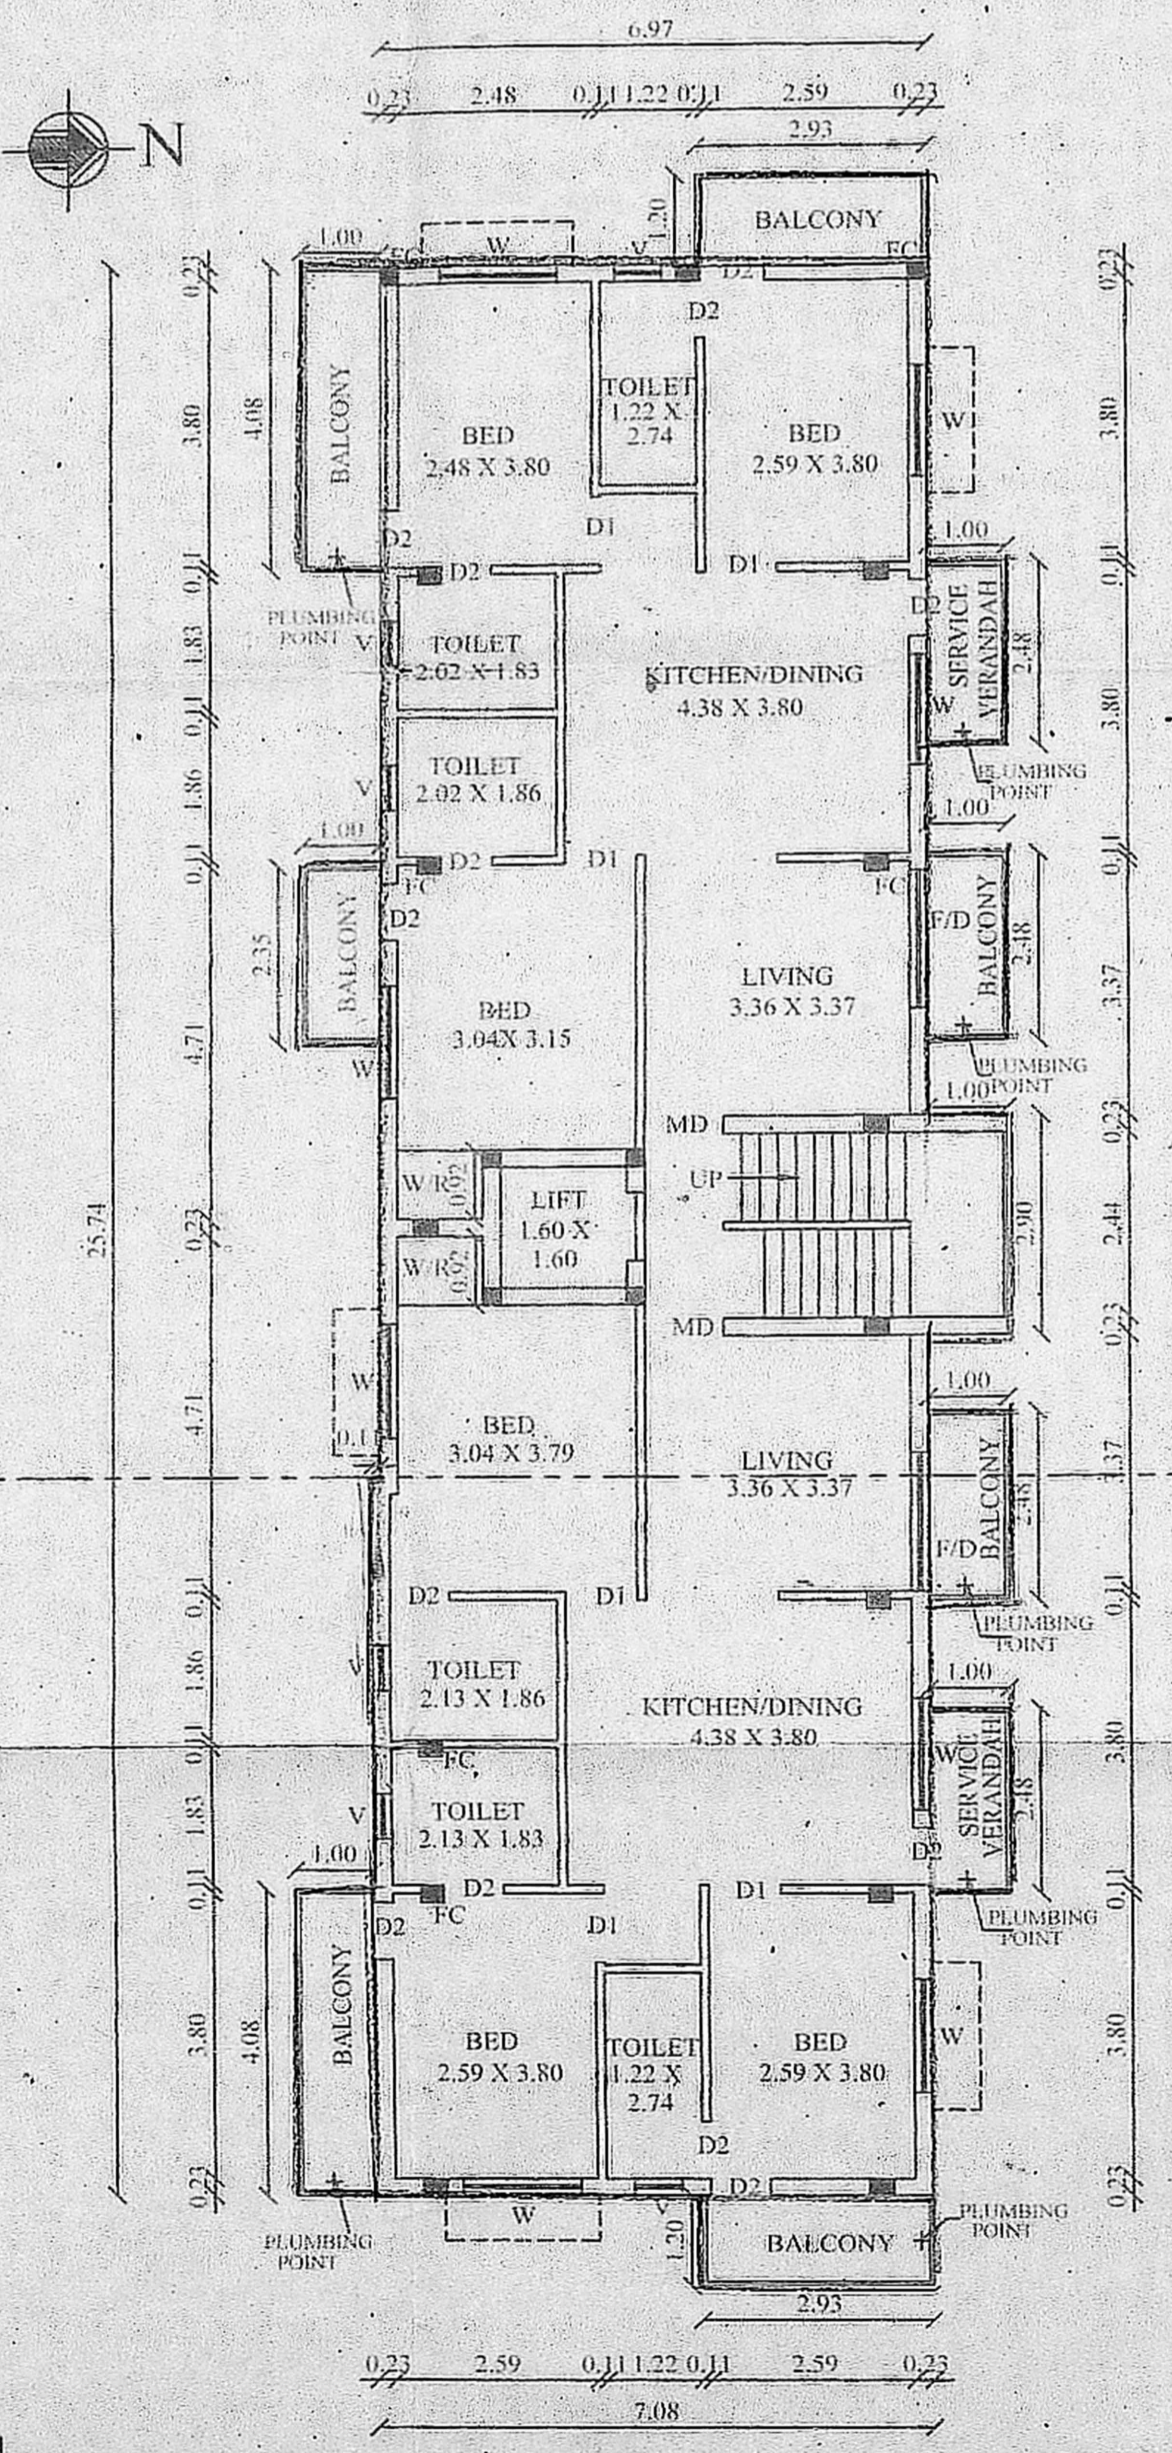 6.97
0.23 2.48 0.11 1.22 0.11 2.59 0.23
2.93
N
BALCONY
1.20
1.00
FC W V D2 FC
0.23 0.23
D2
BALCONY
4.08
3.80
TOILET
1.22 X
2.74
BED
2.48 X 3.80
BED
2.59 X 3.80
W
3.80
D2 D1
1.00
D2 D1
0.11 0.11
PLUMBING
POINT
V
1.83
TOILET
2.02 X 1.83
D2
SERVICE
VERANDAH
2.48
KITCHEN/DINING
4.38 X 3.80
W
3.80
0.11
PLUMBING
POINT
TOILET
2.02 X 1.86
V
1.86
1.00
1.00
D2 D1
0.11 0.11
FC FC
D2
BALCONY
2.35
F/D
BALCONY
2.48
LIVING
3.36 X 3.37
3.37
BED
3.04X 3.15
4.71
W
PLUMBING
POINT
1.00
MD
0.23
UP
W/R
0.92
LIFT
1.60 X
1.60
2.90
2.44
25.74
0.23
W/R
0.92
MD
0.23
W
1.00
4.71
BED
3.04 X 3.79
0.11
LIVING
3.36 X 3.37
BALCONY
2.48
3.37
F/D
D2 D1
0.11 0.11
PLUMBING
POINT
V
1.86
TOILET
2.13 X 1.86
1.00
KITCHEN/DINING
4.38 X 3.80
W
SERVICE
VERANDAH
2.48
3.80
0.11
FC
TOILET
2.13 X 1.83
V
1.83
1.00
D2
D2 D1
0.11 0.11
D2 FC D1
PLUMBING
POINT
BALCONY
4.08
3.80
BED
2.59 X 3.80
TOILET
1.22 X
2.74
BED
2.59 X 3.80
W
3.80
D2
D2
0.23 0.23
W V
PLUMBING
POINT
PLUMBING
POINT
BALCONY
1.20
2.93
0.23 2.59 0.11 1.22 0.11 2.59 0.23
7.08